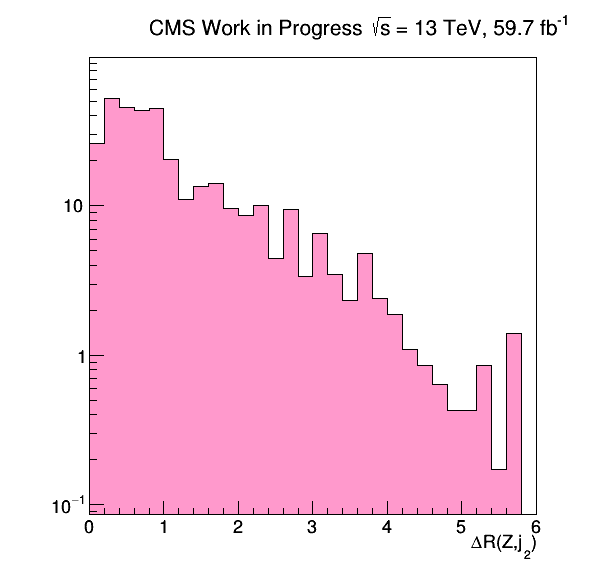 CMS Work in Progress √s = 13 TeV, 59.7 fb⁻¹
10
1
10⁻¹
0 1 2 3 4 5 6
ΔR(Z,j₂)